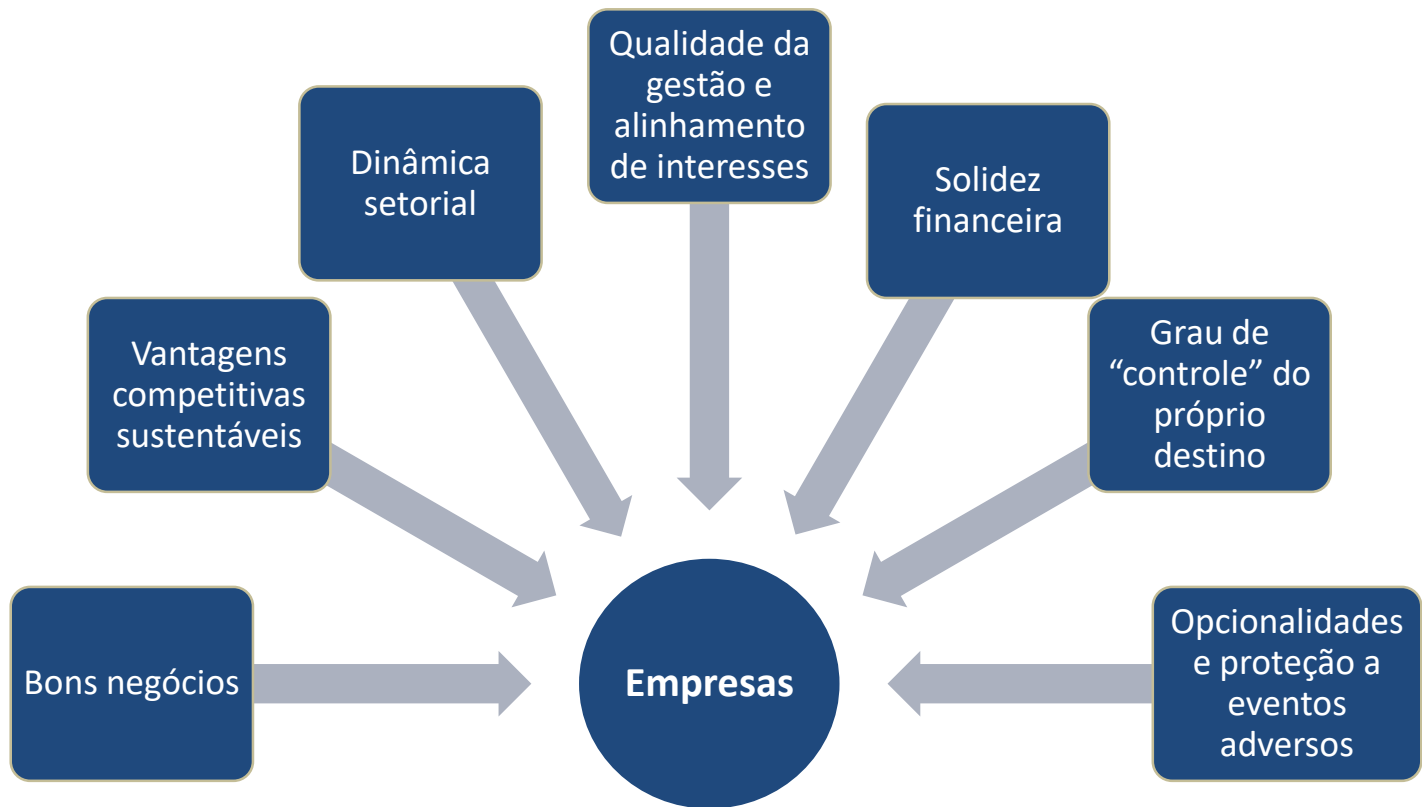 Qualidade da
gestão e
alinhamento
de interesses
Dinâmica
setorial
Solidez
financeira
Vantagens
competitivas
sustentáveis
Grau de
“controle” do
próprio
destino
Bons negócios
Empresas
Opcionalidades
e proteção a
eventos
adversos